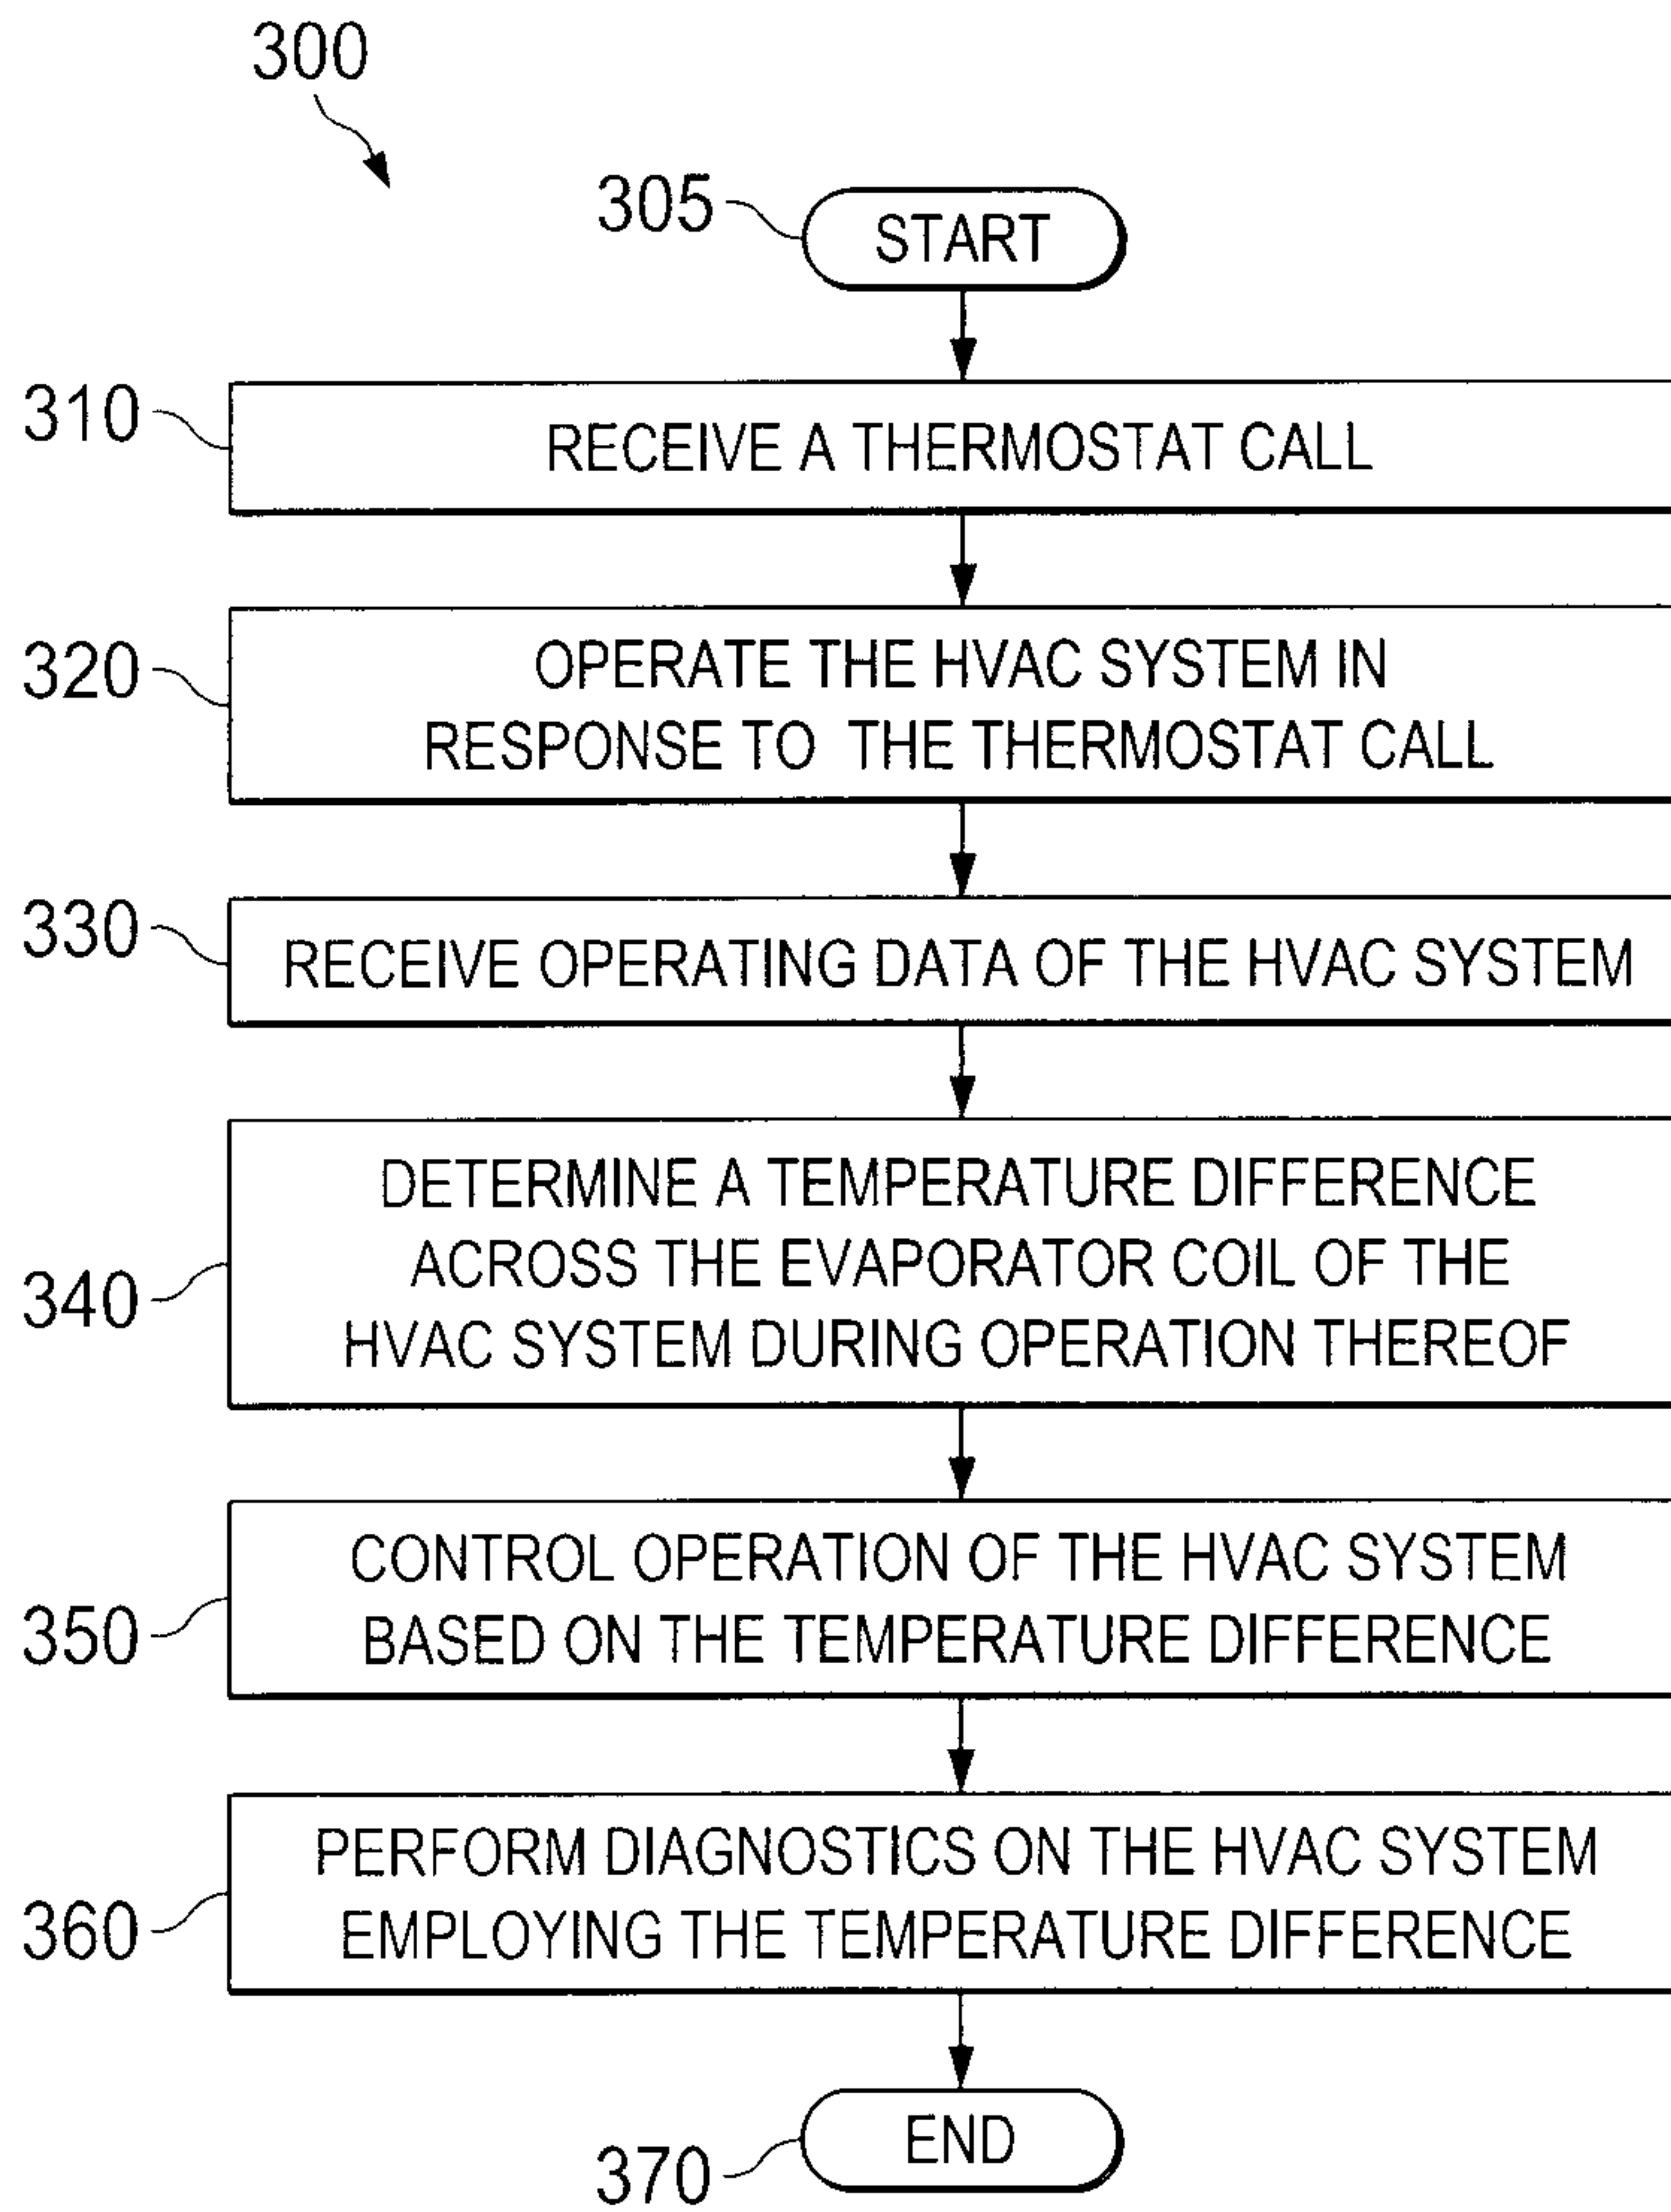 300
305
START
310
RECEIVE A THERMOSTAT CALL
320
OPERATE THE HVAC SYSTEM IN
RESPONSE TO THE THERMOSTAT CALL
330
RECEIVE OPERATING DATA OF THE HVAC SYSTEM
340
DETERMINE A TEMPERATURE DIFFERENCE
ACROSS THE EVAPORATOR COIL OF THE
HVAC SYSTEM DURING OPERATION THEREOF
350
CONTROL OPERATION OF THE HVAC SYSTEM
BASED ON THE TEMPERATURE DIFFERENCE
360
PERFORM DIAGNOSTICS ON THE HVAC SYSTEM
EMPLOYING THE TEMPERATURE DIFFERENCE
370
END